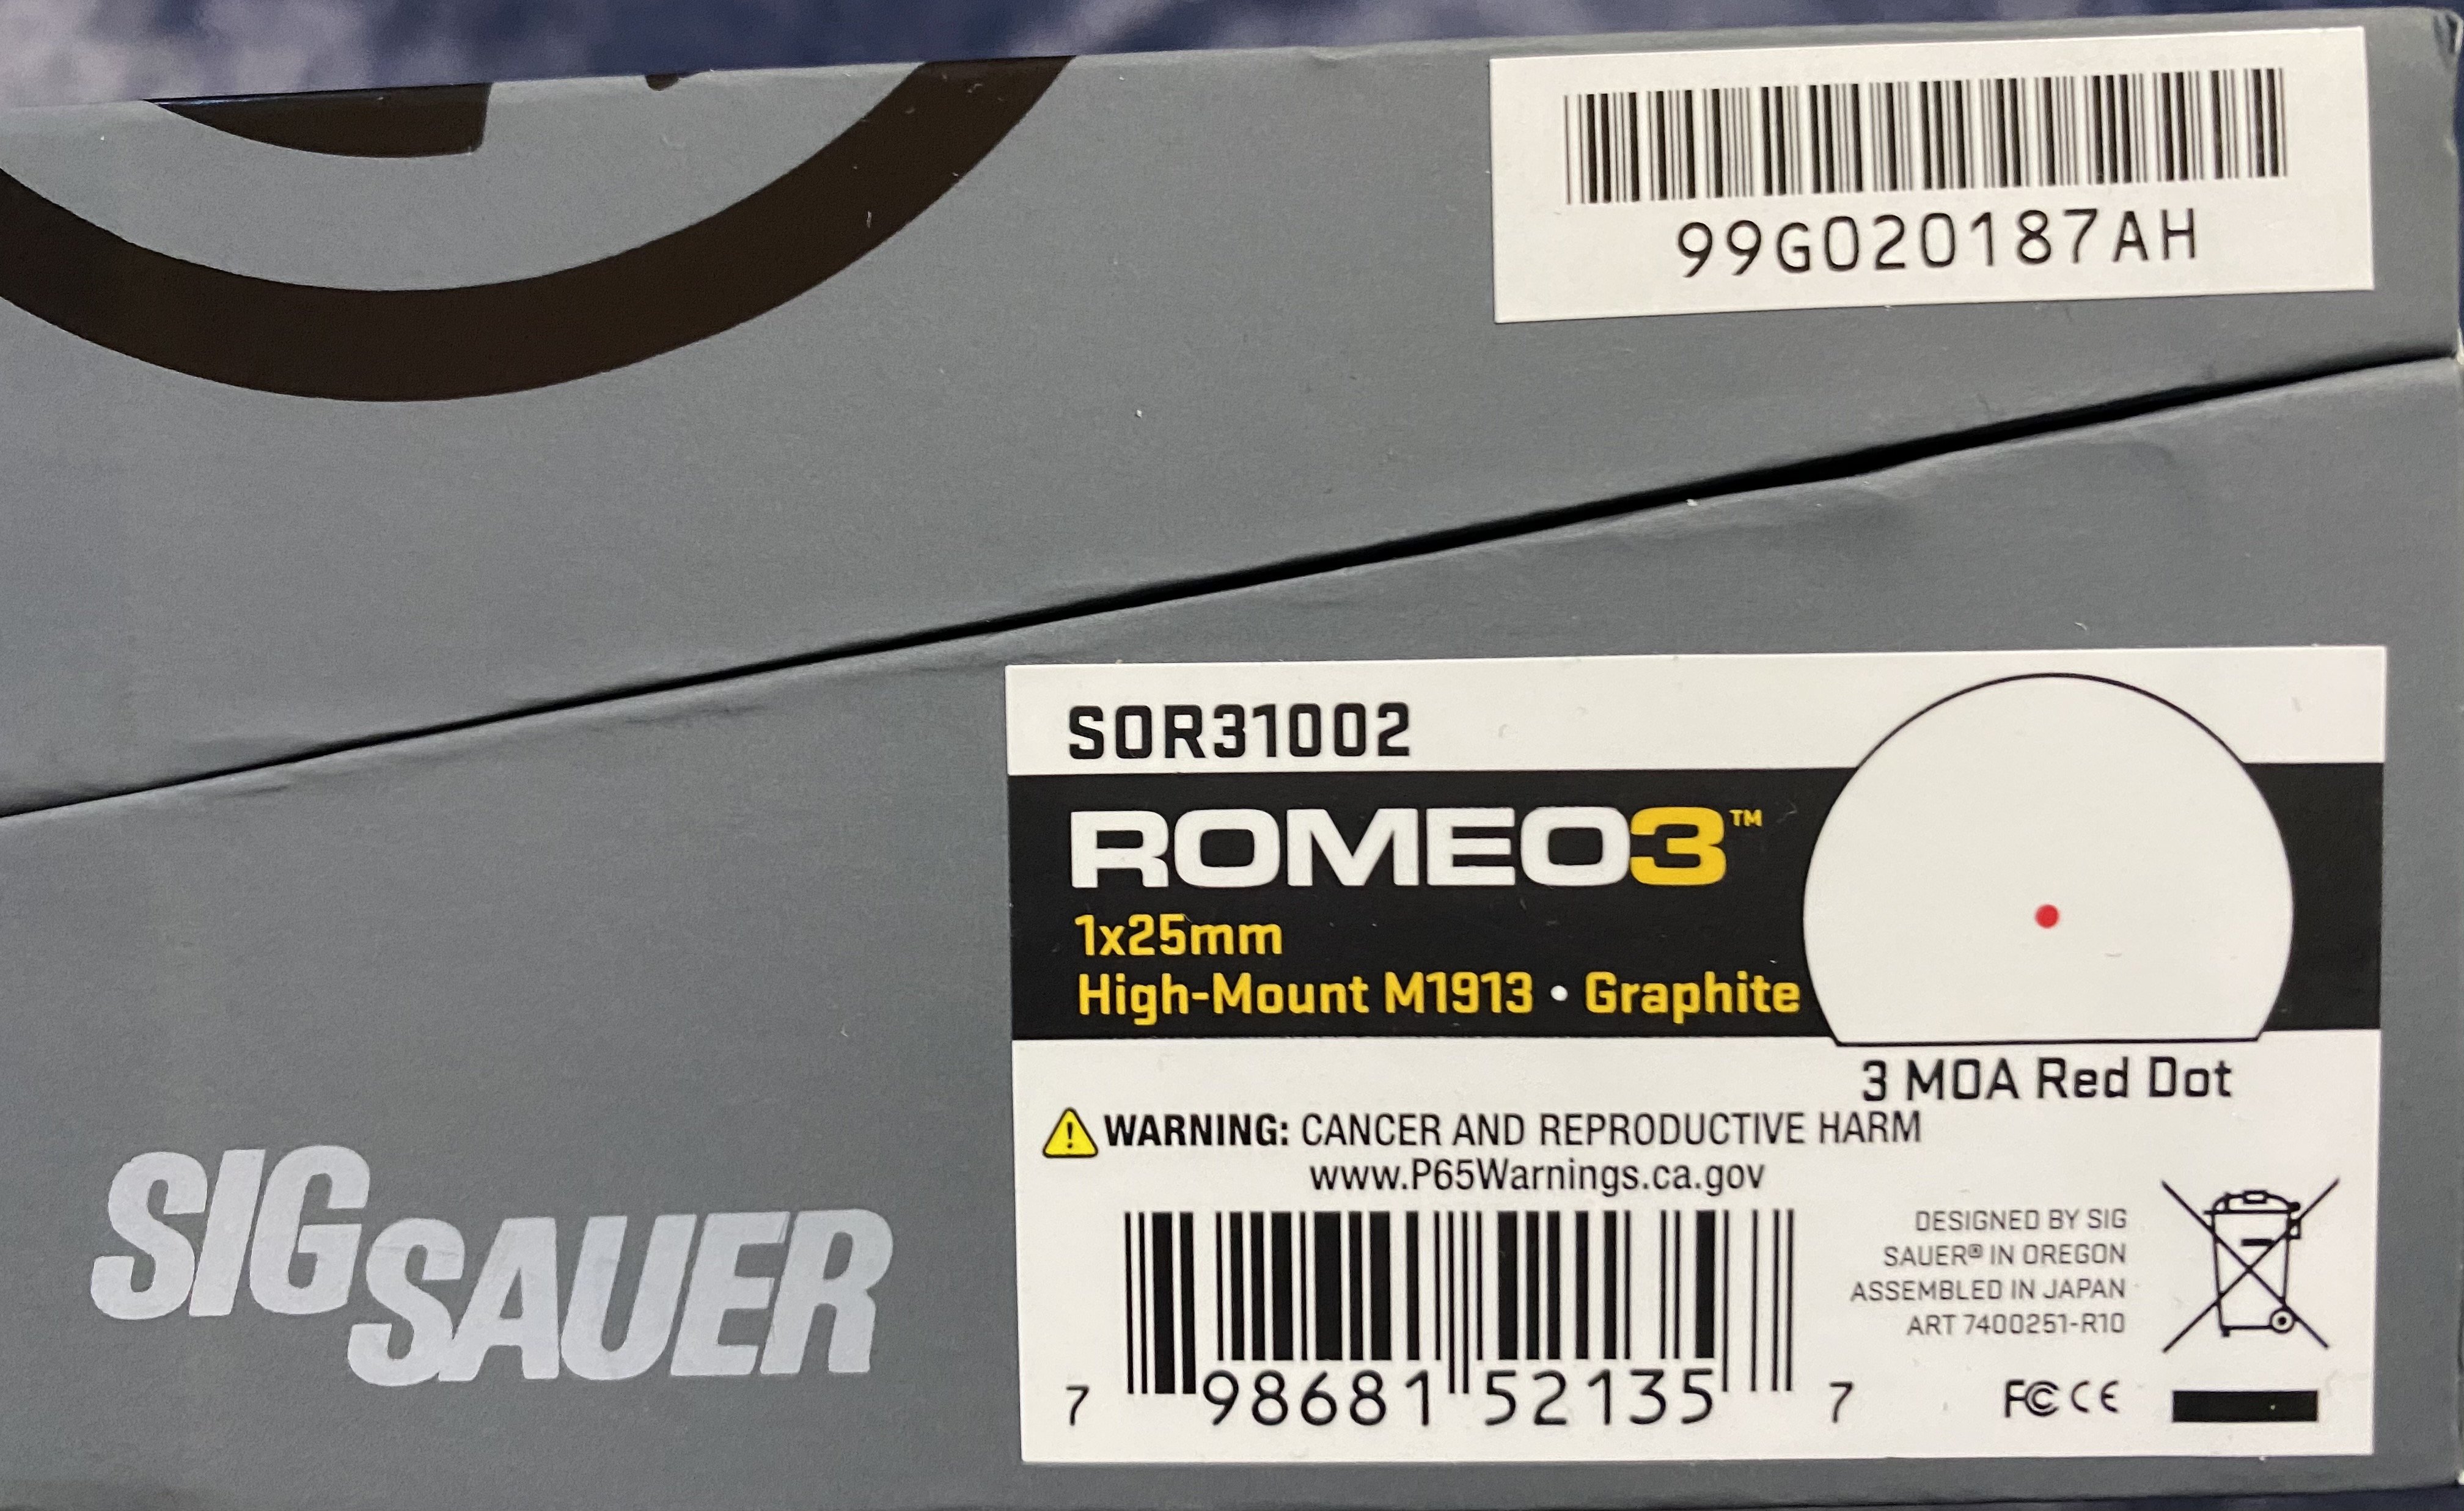 99G020187AH
SOR31002
ROMEO3™
1x25mm
High-Mount M1913 • Graphite
3 MOA Red Dot
WARNING: CANCER AND REPRODUCTIVE HARM
www.P65Warnings.ca.gov
DESIGNED BY SIG
SAUER® IN OREGON
ASSEMBLED IN JAPAN
ART 7400251-R10
7 98681 52135 7
FC CE
SIG
SAUER